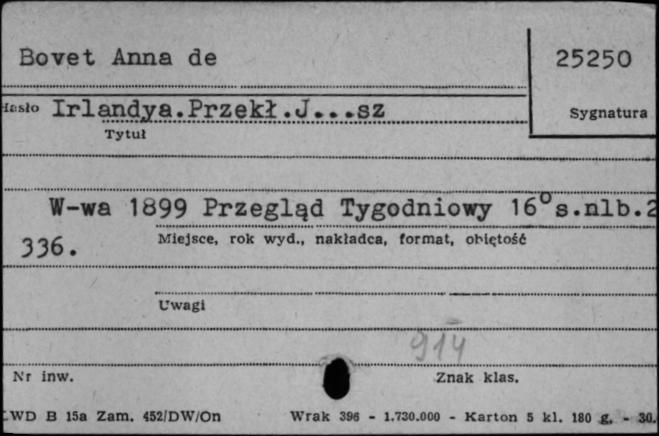 Bovet Anna de
25250
Hasło Irlandya.Przekł.J...sz
Sygnatura
Tytuł
W-wa 1899 Przegląd Tygodniowy 16°s.nlb.2
336.
Miejsce, rok wyd., nakładca, format, objętość
Uwagi
914
Nr inw.
Znak klas.
LWD B 15a Zam. 452/DW/On Wrak 396 - 1.730.000 - Karton 5 kl. 180 g. - 30.